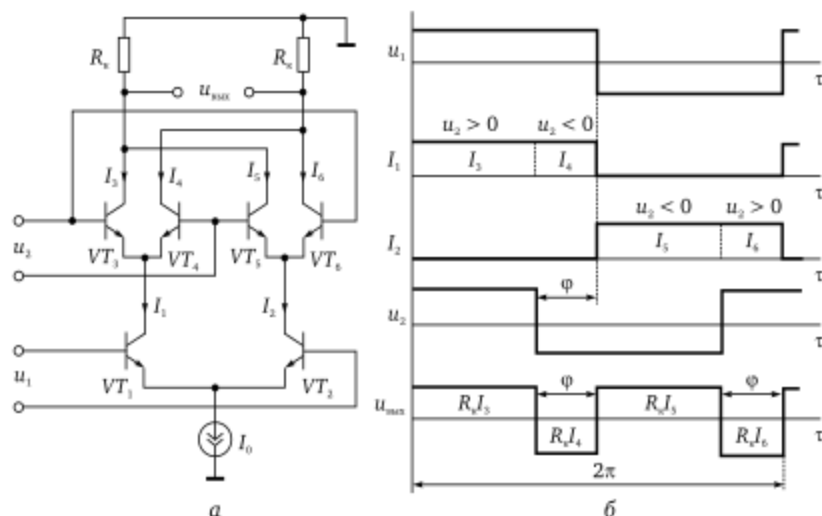 Rк Rк
uвых
I₃ I₄ I₅ I₆
u₂
VT₃ VT₄ VT₅ VT₆
I₁ I₂
u₁
VT₁ VT₂
I₀
а
u₁ τ
u₂ > 0 u₂ < 0
I₁ I₃ I₄ τ
u₂ < 0 u₂ > 0
I₂ I₅ I₆ τ
φ
u₂ τ
φ φ
uвых RкI₃ RкI₅ τ
RкI₄ RкI₆
2π
б